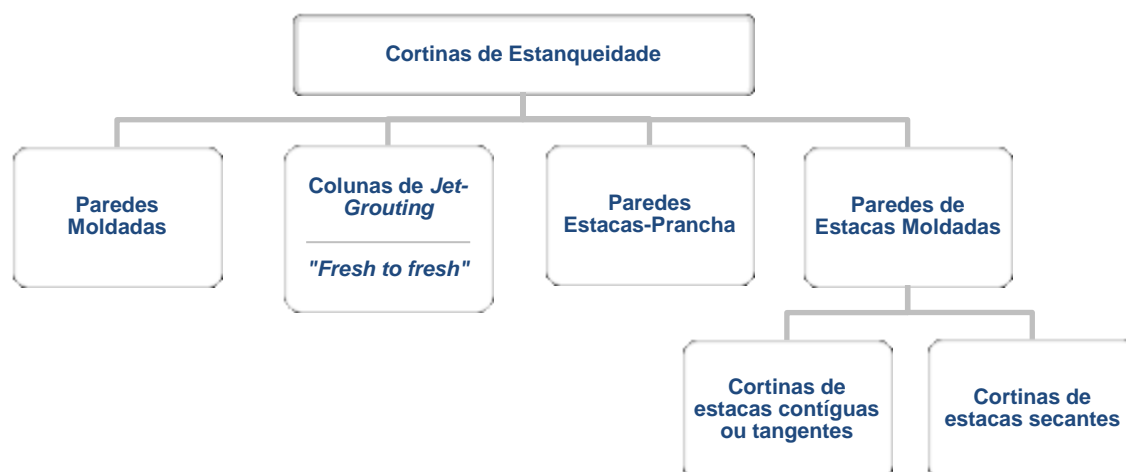 Cortinas de Estanqueidade
Paredes
Moldadas
Colunas de Jet-
Grouting
"Fresh to fresh"
Paredes
Estacas-Prancha
Paredes de
Estacas Moldadas
Cortinas de
estacas contíguas
ou tangentes
Cortinas de
estacas secantes